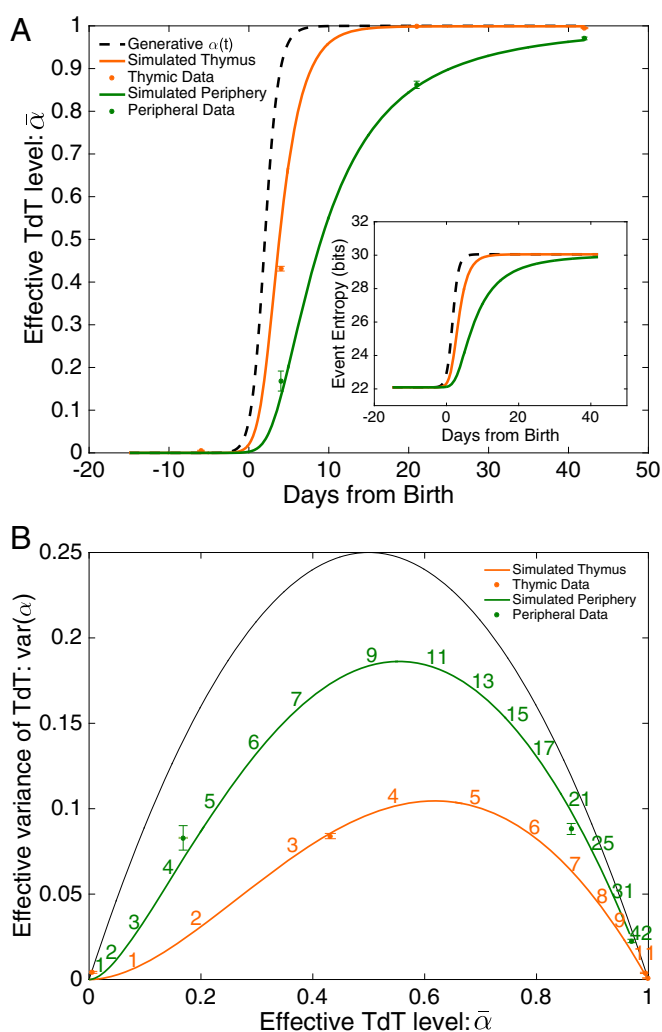 A
Effective TdT level: ᾱ
1
0.9
0.8
0.7
0.6
0.5
0.4
0.3
0.2
0.1
0
Generative α(t)
Simulated Thymus
Thymic Data
Simulated Periphery
Peripheral Data
Event Entropy (bits)
32
30
28
26
24
22
-20 0 20 40
Days from Birth
-20 -10 0 10 20 30 40 50
Days from Birth
B
Effective variance of TdT: var(α)
0.25
0.2
0.15
0.1
0.05
0
Simulated Thymus
Thymic Data
Simulated Periphery
Peripheral Data
1 2 3 4 5 6 7 9 11 13 15 17 21 25 31 42
1 2 3 4 5 6 7 8 9 11
0 0.2 0.4 0.6 0.8 1
Effective TdT level: ᾱ